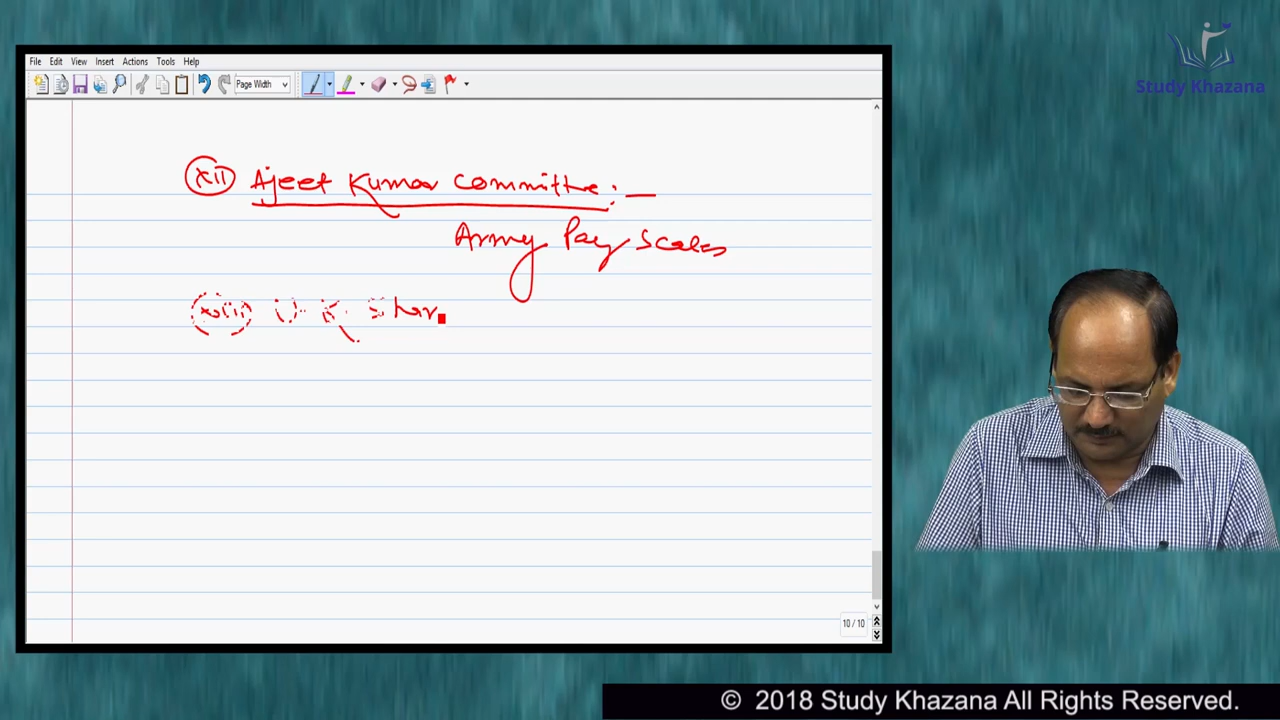 Study Khazana
File Edit View Insert Actions Tools Help
Page Width
(xii) Ajeet Kumar Committee : —
Army Pay Scales
(xiii) U. K. Shar
10 / 10
© 2018 Study Khazana All Rights Reserved.